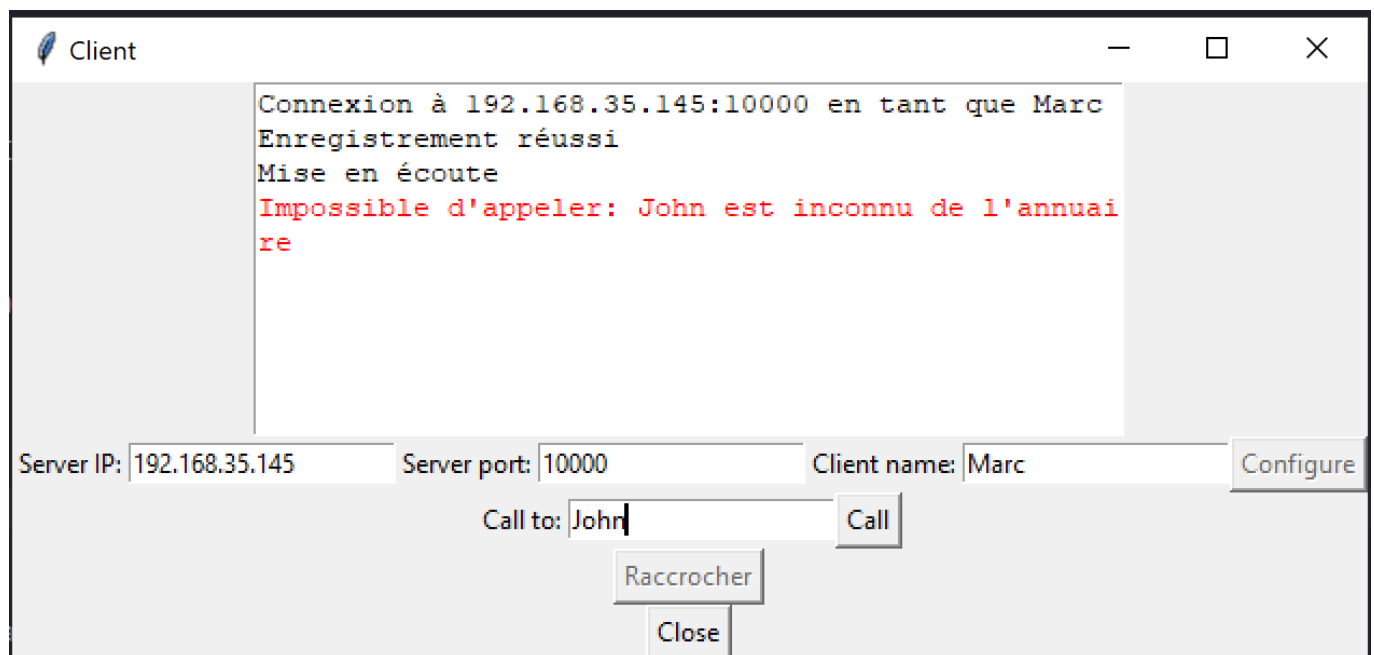 Client
Connexion à 192.168.35.145:10000 en tant que Marc
Enregistrement réussi
Mise en écoute
Impossible d'appeler: John est inconnu de l'annuai
re
Server IP: 192.168.35.145 Server port: 10000 Client name: Marc Configure
Call to: John Call
Raccrocher
Close